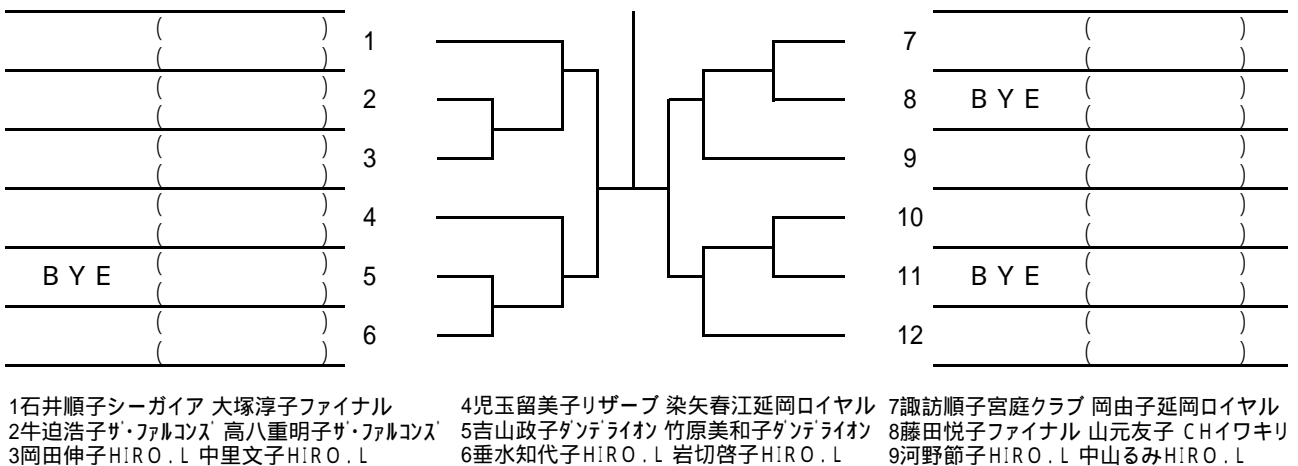 ( ) 1 7 ( )
( ) ( )
( ) 2 8 BYE ( )
( ) ( )
( ) 3 9 ( )
( ) ( )
( ) 4 10 ( )
( ) ( )
BYE ( ) 5 11 BYE ( )
( ) ( )
( ) 6 12 ( )
( ) ( )
1石井順子シーガイア 大塚淳子ファイナル 4児玉留美子リザーブ 染矢春江延岡ロイヤル 7諏訪順子宮庭クラブ 岡由子延岡ロイヤル
2牛迫浩子ザ・ファルコンズ 高八重明子ザ・ファルコンズ 5吉山政子ダンデライオン 竹原美和子ダンデライオン 8藤田悦子ファイナル 山元友子 CHイワキリ
3岡田伸子HIRO.L 中里文子HIRO.L 6垂水知代子HIRO.L 岩切啓子HIRO.L 9河野節子HIRO.L 中山るみHIRO.L